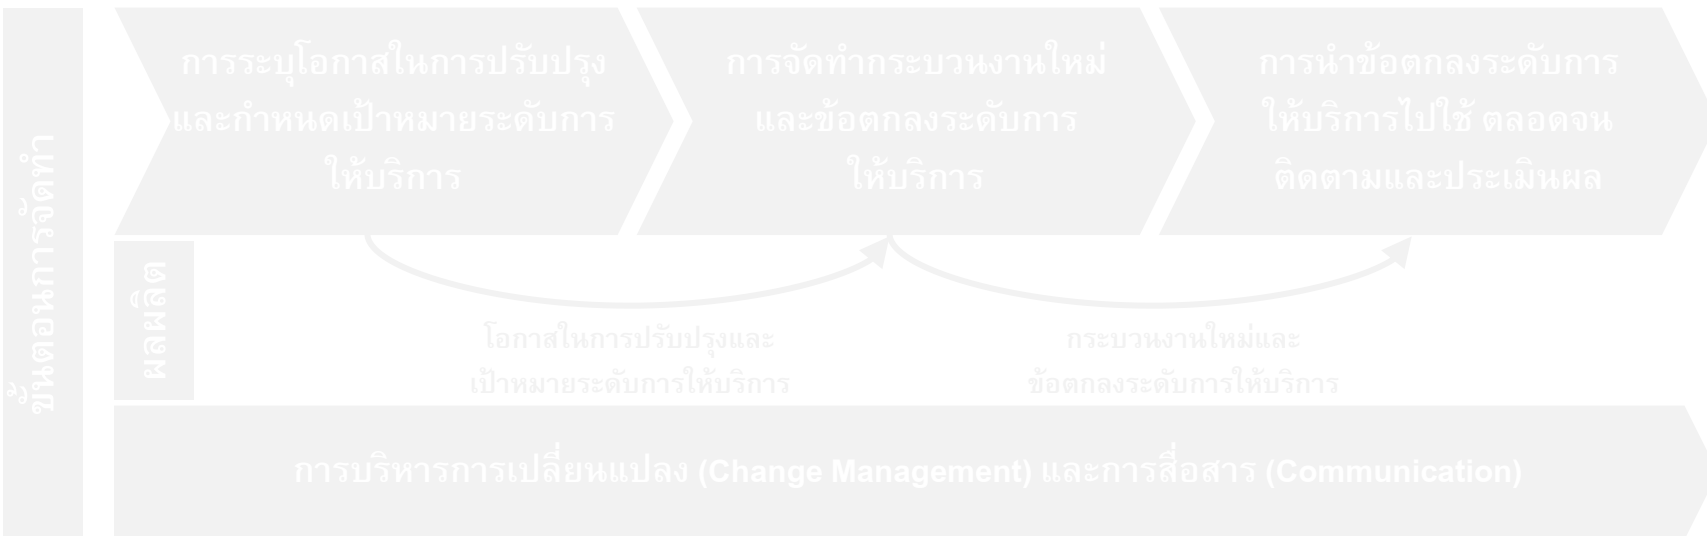 ขั้นตอนการจัดทำ
การระบุโอกาสในการปรับปรุง
และกำหนดเป้าหมายระดับการ
ให้บริการ
การจัดทำกระบวนงานใหม่
และข้อตกลงระดับการ
ให้บริการ
การนำข้อตกลงระดับการ
ให้บริการไปใช้ ตลอดจน
ติดตามและประเมินผล
ผลผลิต
โอกาสในการปรับปรุงและ
เป้าหมายระดับการให้บริการ
กระบวนงานใหม่และ
ข้อตกลงระดับการให้บริการ
การบริหารการเปลี่ยนแปลง (Change Management) และการสื่อสาร (Communication)